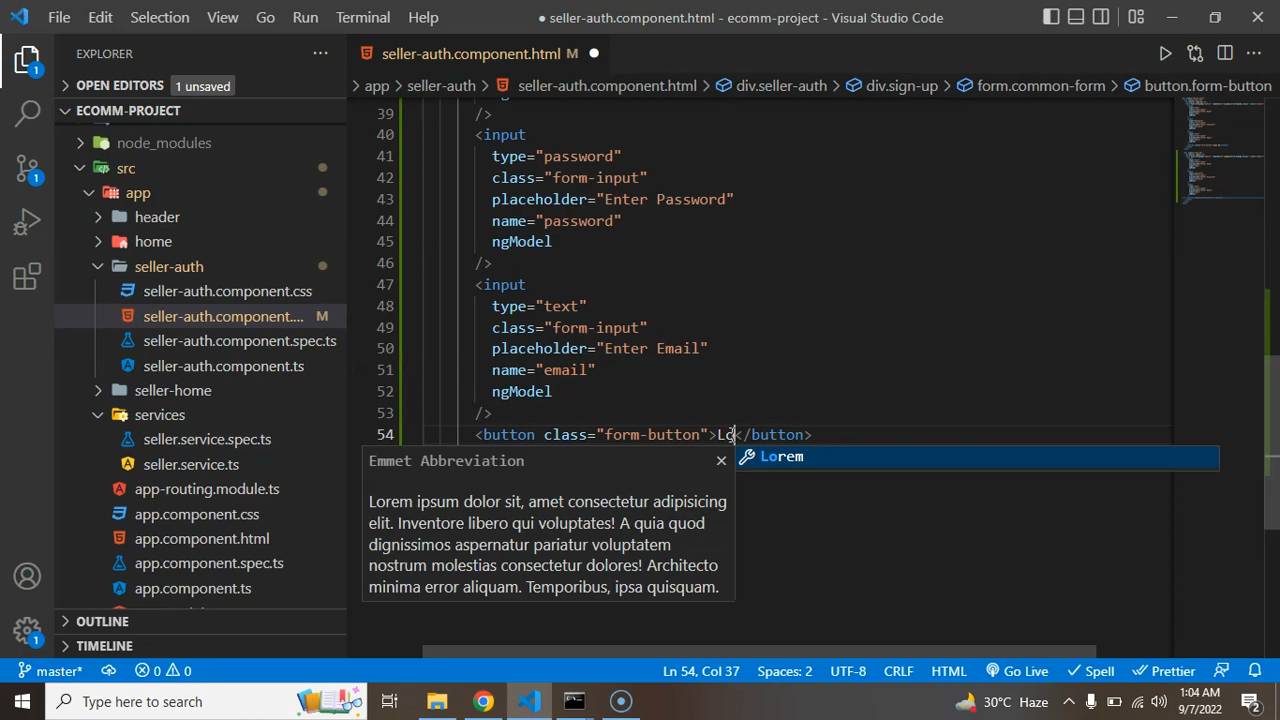 File Edit Selection View Go Run Terminal Help
● seller-auth.component.html - ecomm-project - Visual Studio Code
EXPLORER
OPEN EDITORS 1 unsaved
ECOMM-PROJECT
node_modules
src
app
header
home
seller-auth
seller-auth.component.css
seller-auth.component.... M
seller-auth.component.spec.ts
seller-auth.component.ts
seller-home
services
seller.service.spec.ts
seller.service.ts
app-routing.module.ts
app.component.css
app.component.html
app.component.spec.ts
app.component.ts
OUTLINE
TIMELINE
1
1
1
seller-auth.component.html M ●
app > seller-auth > seller-auth.component.html > div.seller-auth > div.sign-up > form.common-form > button.form-button
39 />
40 <input
41 type="password"
42 class="form-input"
43 placeholder="Enter Password"
44 name="password"
45 ngModel
46 />
47 <input
48 type="text"
49 class="form-input"
50 placeholder="Enter Email"
51 name="email"
52 ngModel
53 />
54 <button class="form-button">Lo</button>
Lorem
Emmet Abbreviation
Lorem ipsum dolor sit, amet consectetur adipisicing
elit. Inventore libero qui voluptates! A quia quod
dignissimos aspernatur pariatur voluptatem
nostrum molestias consectetur dolores! Architecto
minima error aliquam. Temporibus, ipsa quisquam.
master* 0 0 Ln 54, Col 37 Spaces: 2 UTF-8 CRLF HTML Go Live Spell Prettier
Type here to search
30°C Haze
1:04 AM
9/7/2022
2